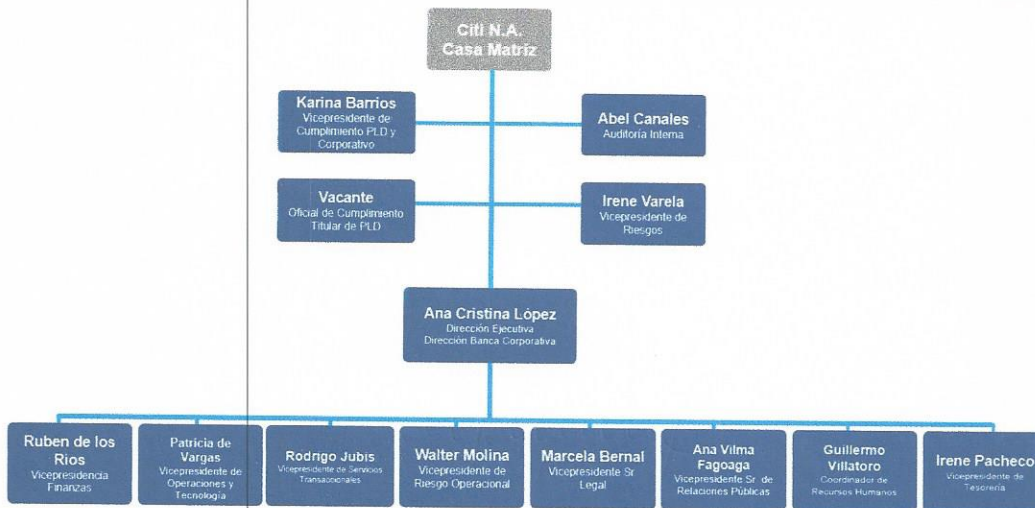 Citi N.A.
Casa Matríz
Karina Barrios
Vicepresidente de
Cumplimiento PLD y
Corporativo
Abel Canales
Auditoría Interna
Vacante
Oficial de Cumplimiento
Titular de PLD
Irene Varela
Vicepresidente de
Riesgos
Ana Cristina López
Dirección Ejecutiva
Dirección Banca Corporativa
Ruben de los
Rios
Vicepresidencia
Finanzas
Patricia de
Vargas
Vicepresidente de
Operaciones y
Tecnología
Rodrigo Jubis
Vicepresidente de Servicios
Transaccionales
Walter Molina
Vicepresidente de
Riesgo Operacional
Marcela Bernal
Vicepresidente Sr
Legal
Ana Vilma
Fagoaga
Vicepresidente Sr. de
Relaciones Públicas
Guillermo
Villatoro
Coordinador de
Recursos Humanos
Irene Pacheco
Vicepresidente de
Tesorería